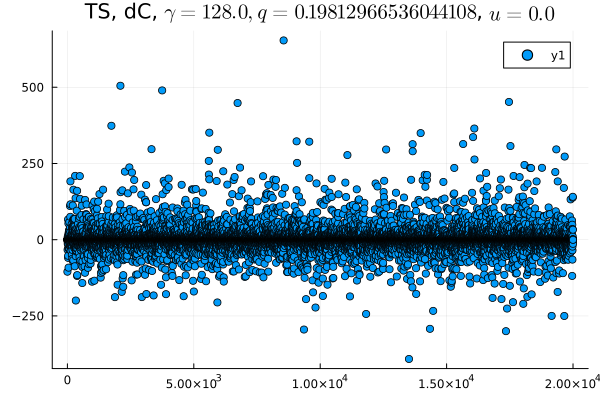 TS, dC, γ = 128.0, q = 0.19812966536044108, u = 0.0
y1
500
250
0
−250
0 5.00×10³ 1.00×10⁴ 1.50×10⁴ 2.00×10⁴